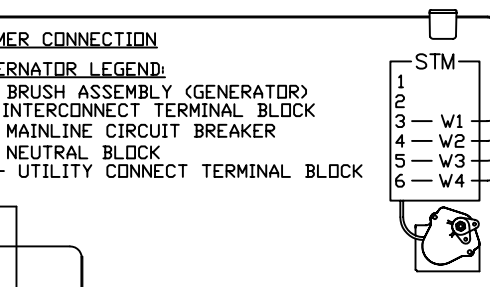 MER CONNECTION
ERNATOR LEGEND:
BRUSH ASSEMBLY (GENERATOR)
INTERCONNECT TERMINAL BLOCK
MAINLINE CIRCUIT BREAKER
NEUTRAL BLOCK
- UTILITY CONNECT TERMINAL BLOCK
STM
1
2
3 — W1
4 — W2
5 — W3
6 — W4